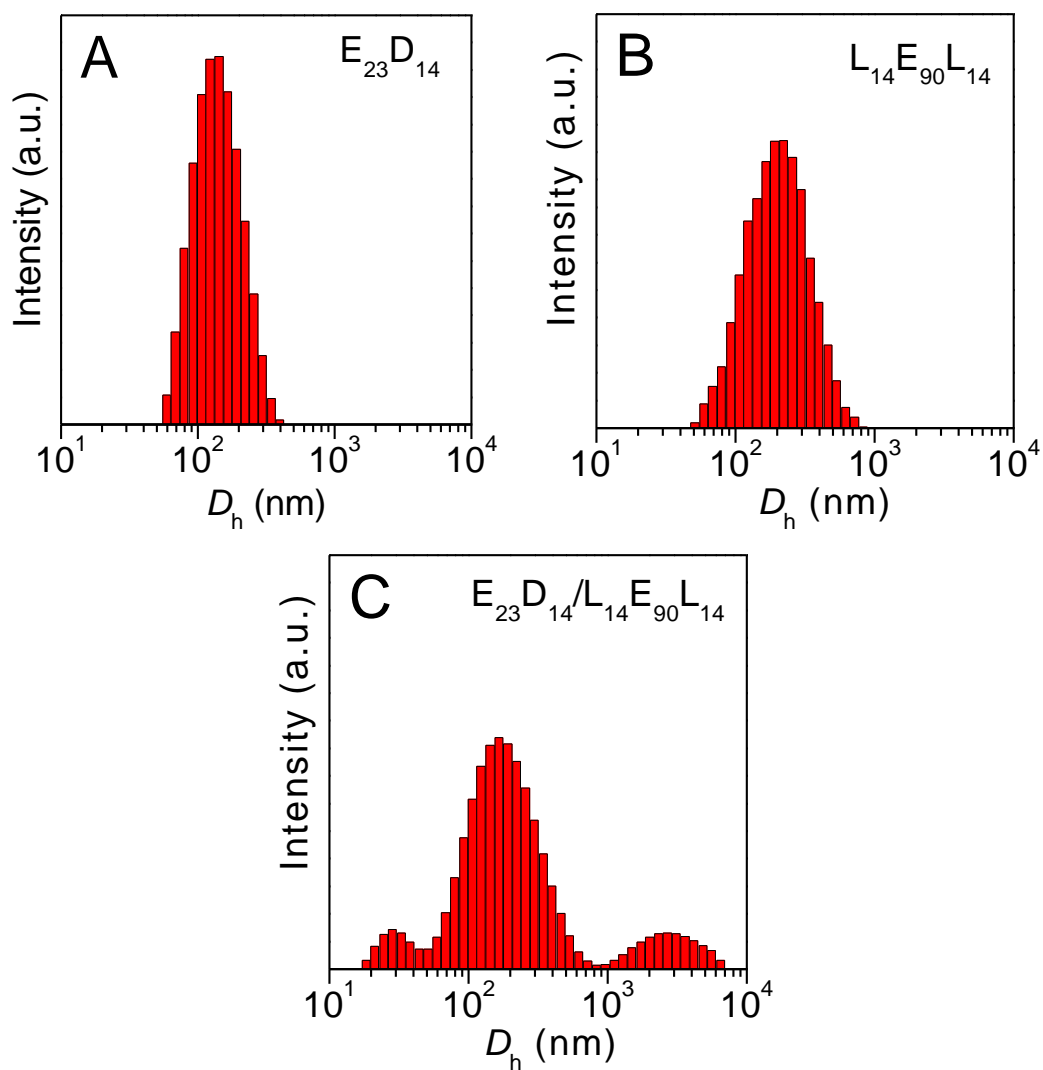 A
E₂₃D₁₄
Intensity (a.u.)
10¹ 10² 10³ 10⁴
Dₕ (nm)
B
L₁₄E₉₀L₁₄
Intensity (a.u.)
10¹ 10² 10³ 10⁴
Dₕ (nm)
C
E₂₃D₁₄/L₁₄E₉₀L₁₄
Intensity (a.u.)
10¹ 10² 10³ 10⁴
Dₕ (nm)